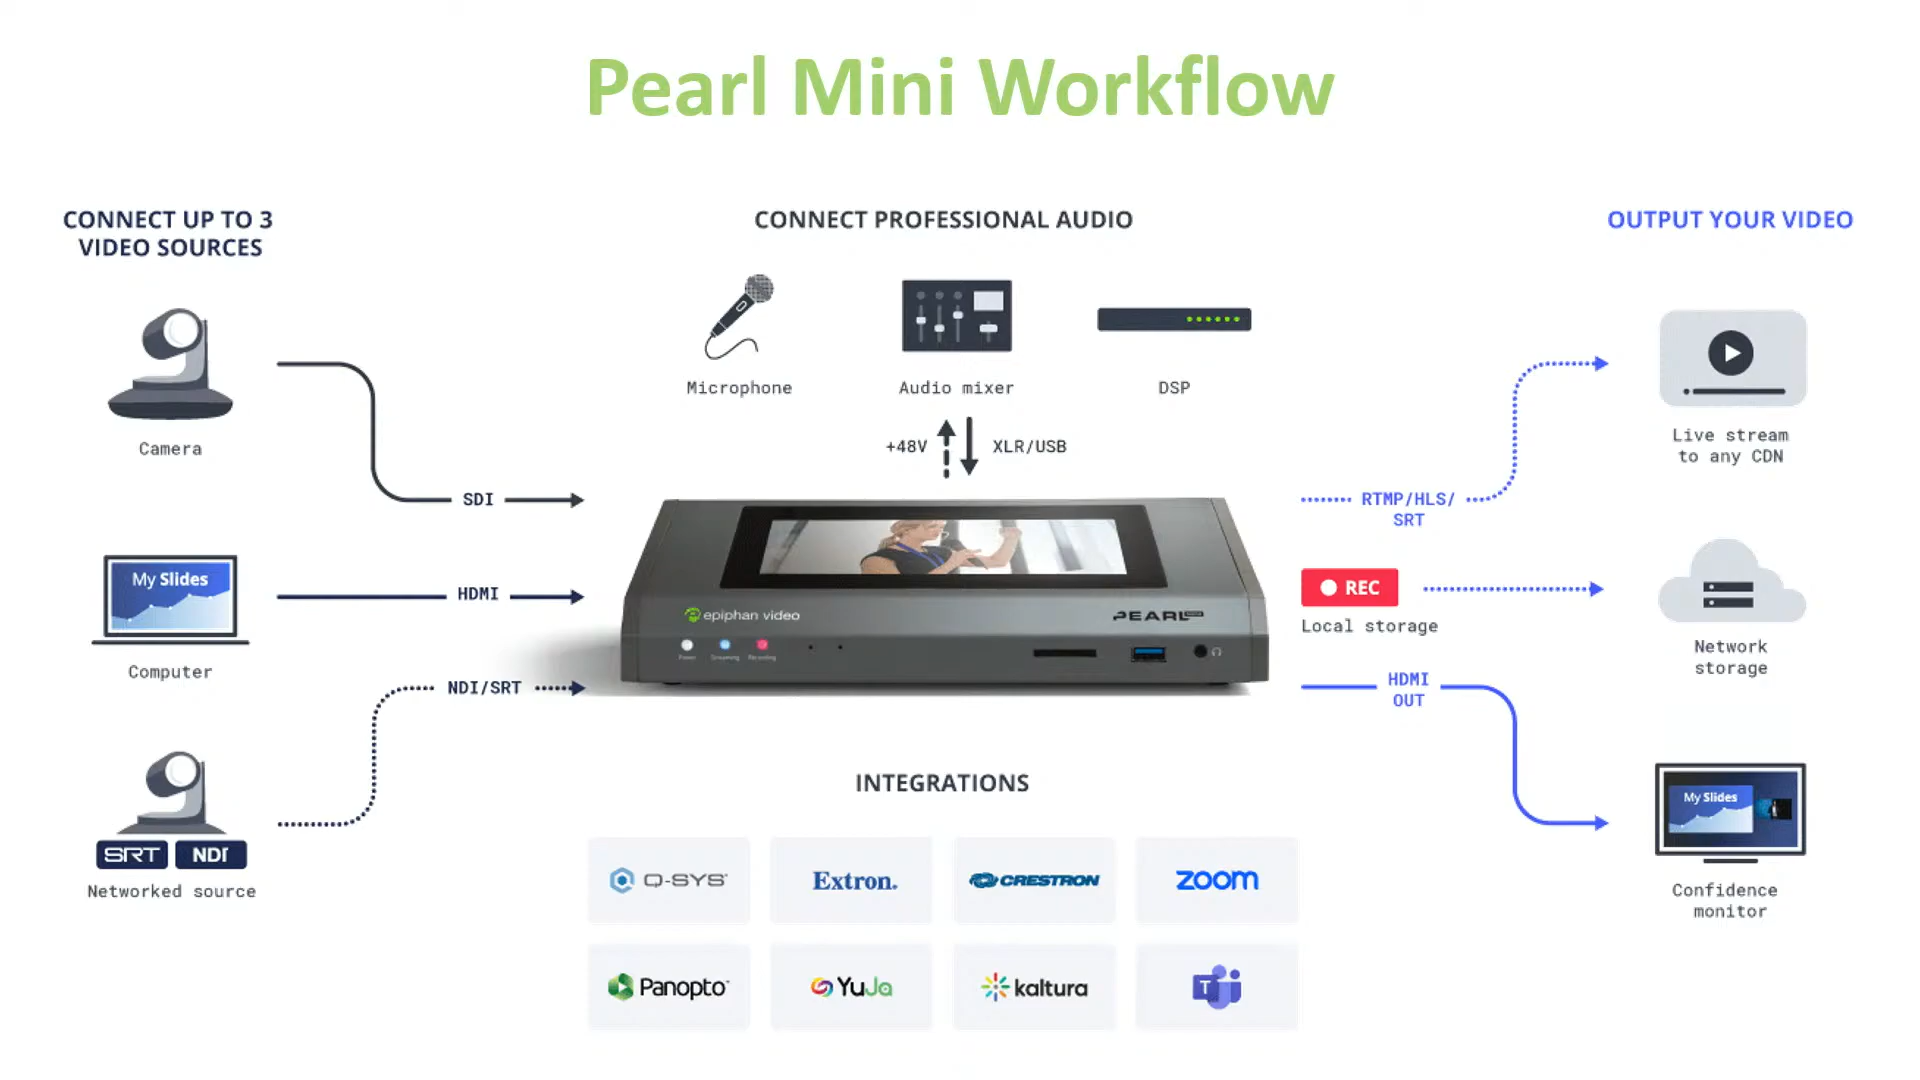 Pearl Mini Workflow
CONNECT UP TO 3
VIDEO SOURCES
Camera
SDI
My Slides
Computer
HDMI
NDI/SRT
SRT NDI
Networked source
CONNECT PROFESSIONAL AUDIO
Microphone
Audio mixer
DSP
+48V
XLR/USB
epiphan video
PEARL
Power
Streaming
Recording
INTEGRATIONS
Q-SYS
Extron.
CRESTRON
zoom
Panopto
YuJa
kaltura
T
OUTPUT YOUR VIDEO
RTMP/HLS/
SRT
Live stream
to any CDN
REC
Local storage
Network
storage
HDMI
OUT
My Slides
Confidence
monitor